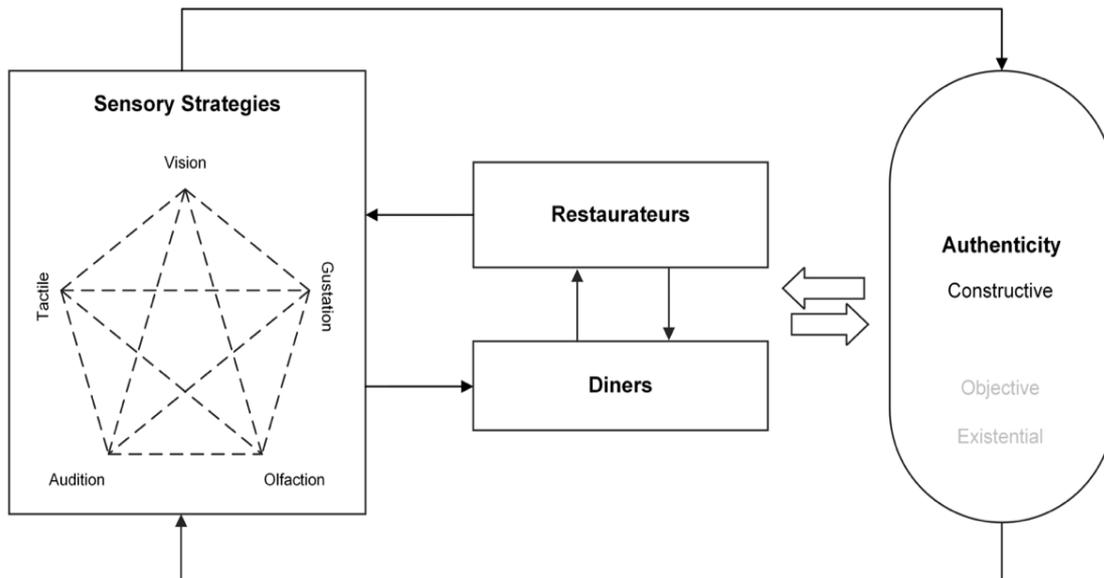 Sensory Strategies
Vision
Tactile
Gustation
Audition
Olfaction
Restaurateurs
Diners
Authenticity
Constructive
Objective
Existential